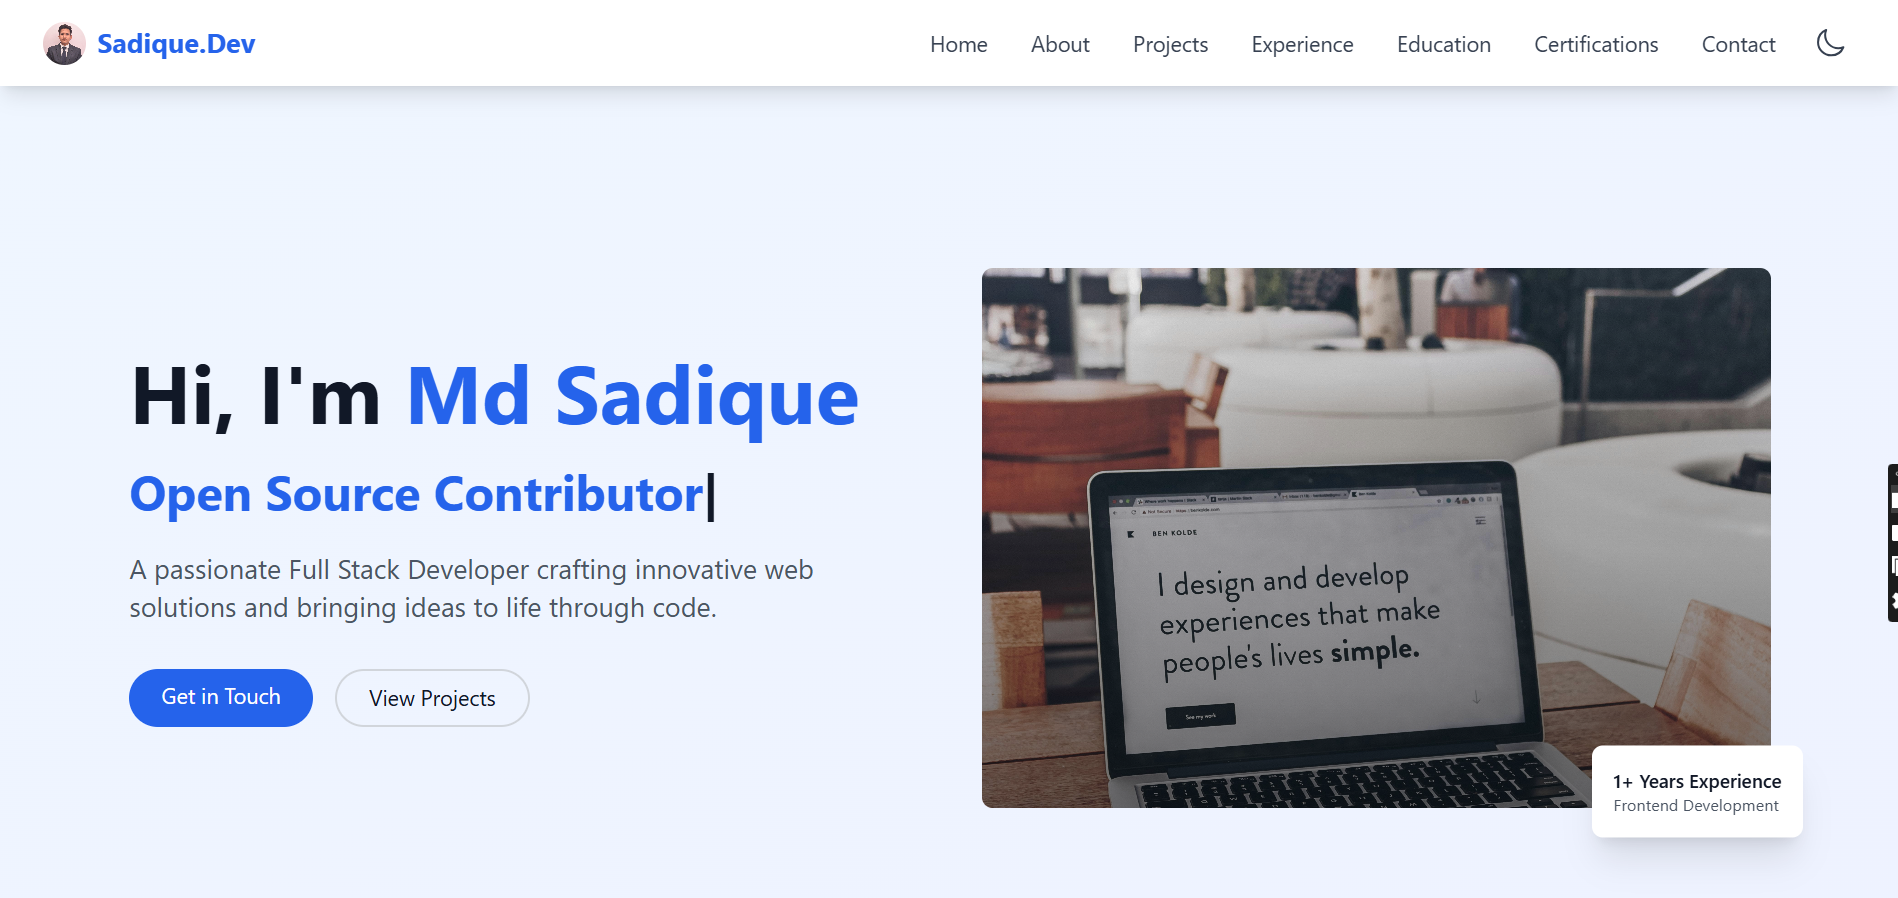 Sadique.Dev
Home
About
Projects
Experience
Education
Certifications
Contact
Hi, I'm Md Sadique
Open Source Contributor|
A passionate Full Stack Developer crafting innovative web
solutions and bringing ideas to life through code.
Get in Touch
View Projects
BEN KOLDE
I design and develop
experiences that make
people's lives simple.
See my work
1+ Years Experience
Frontend Development